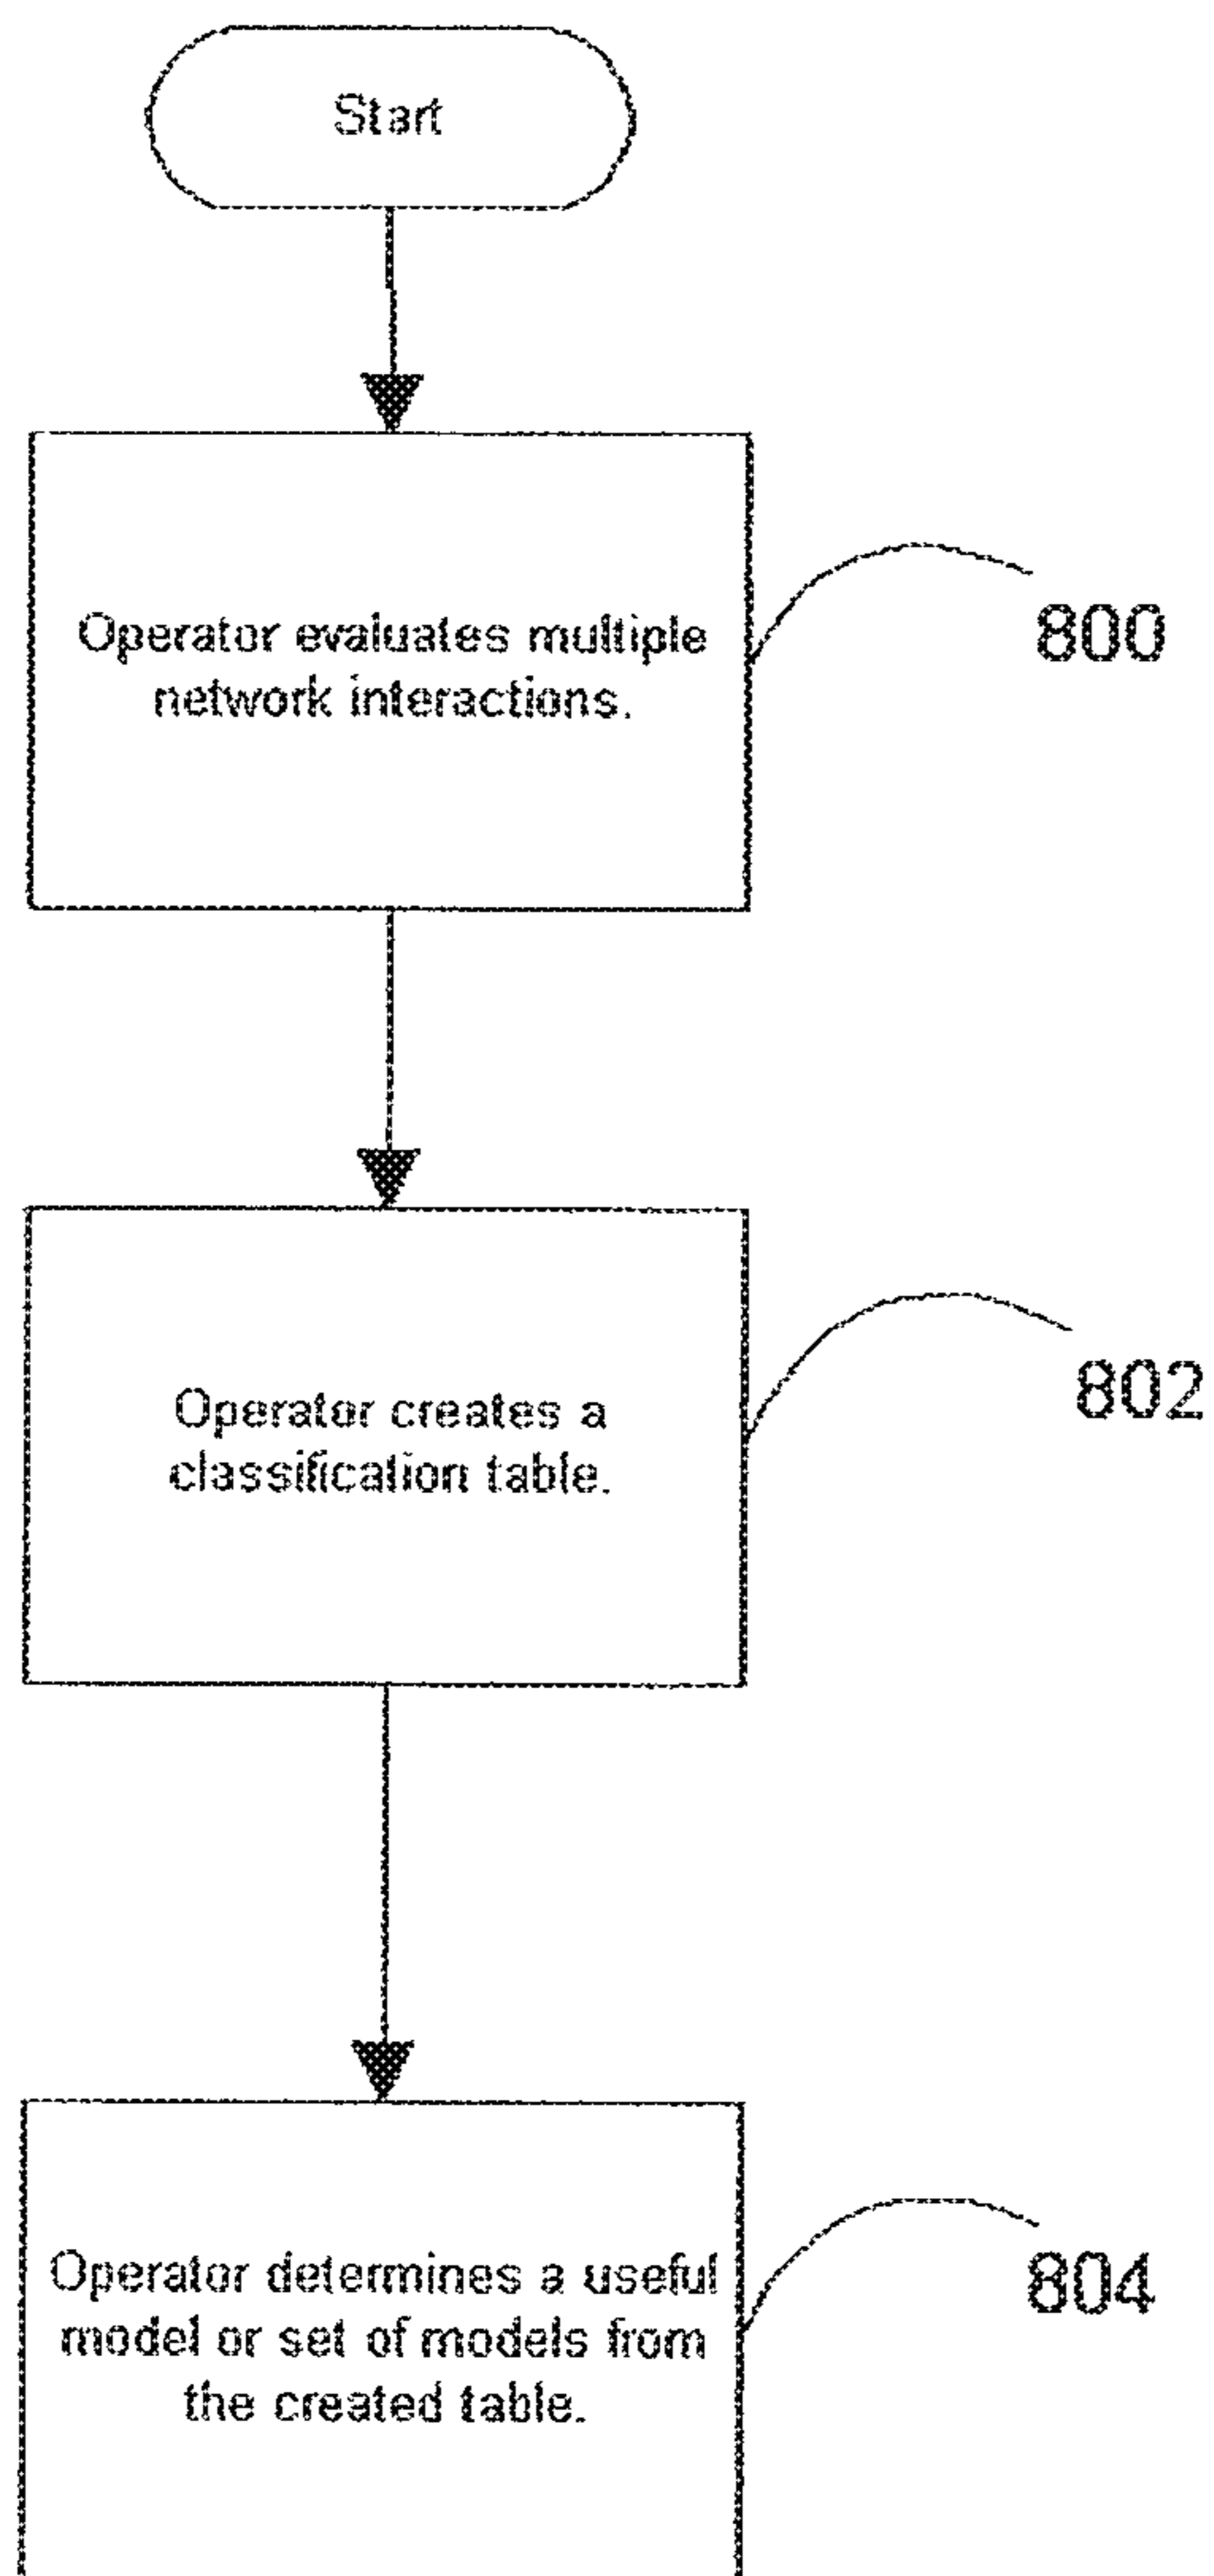 Start
Operator evaluates multiple
network interactions.
800
Operator creates a
classification table.
802
Operator determines a useful
model or set of models from
the created table.
804